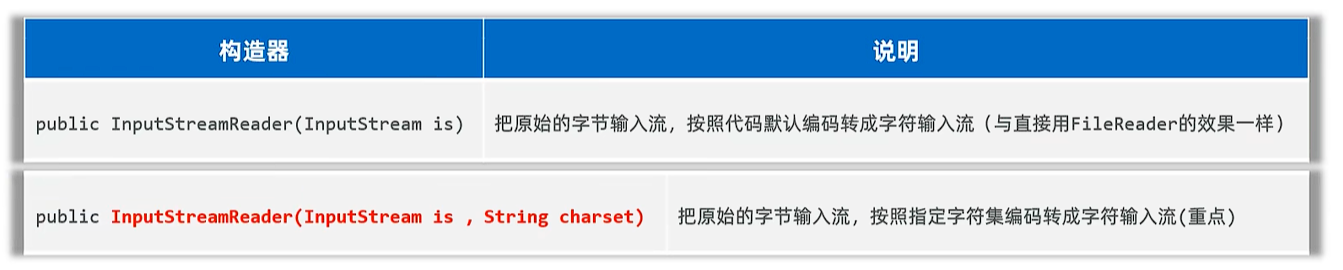 构造器 说明
public InputStreamReader(InputStream is) 把原始的字节输入流，按照代码默认编码转成字符输入流（与直接用FileReader的效果一样）
public InputStreamReader(InputStream is , String charset) 把原始的字节输入流，按照指定字符集编码转成字符输入流(重点)